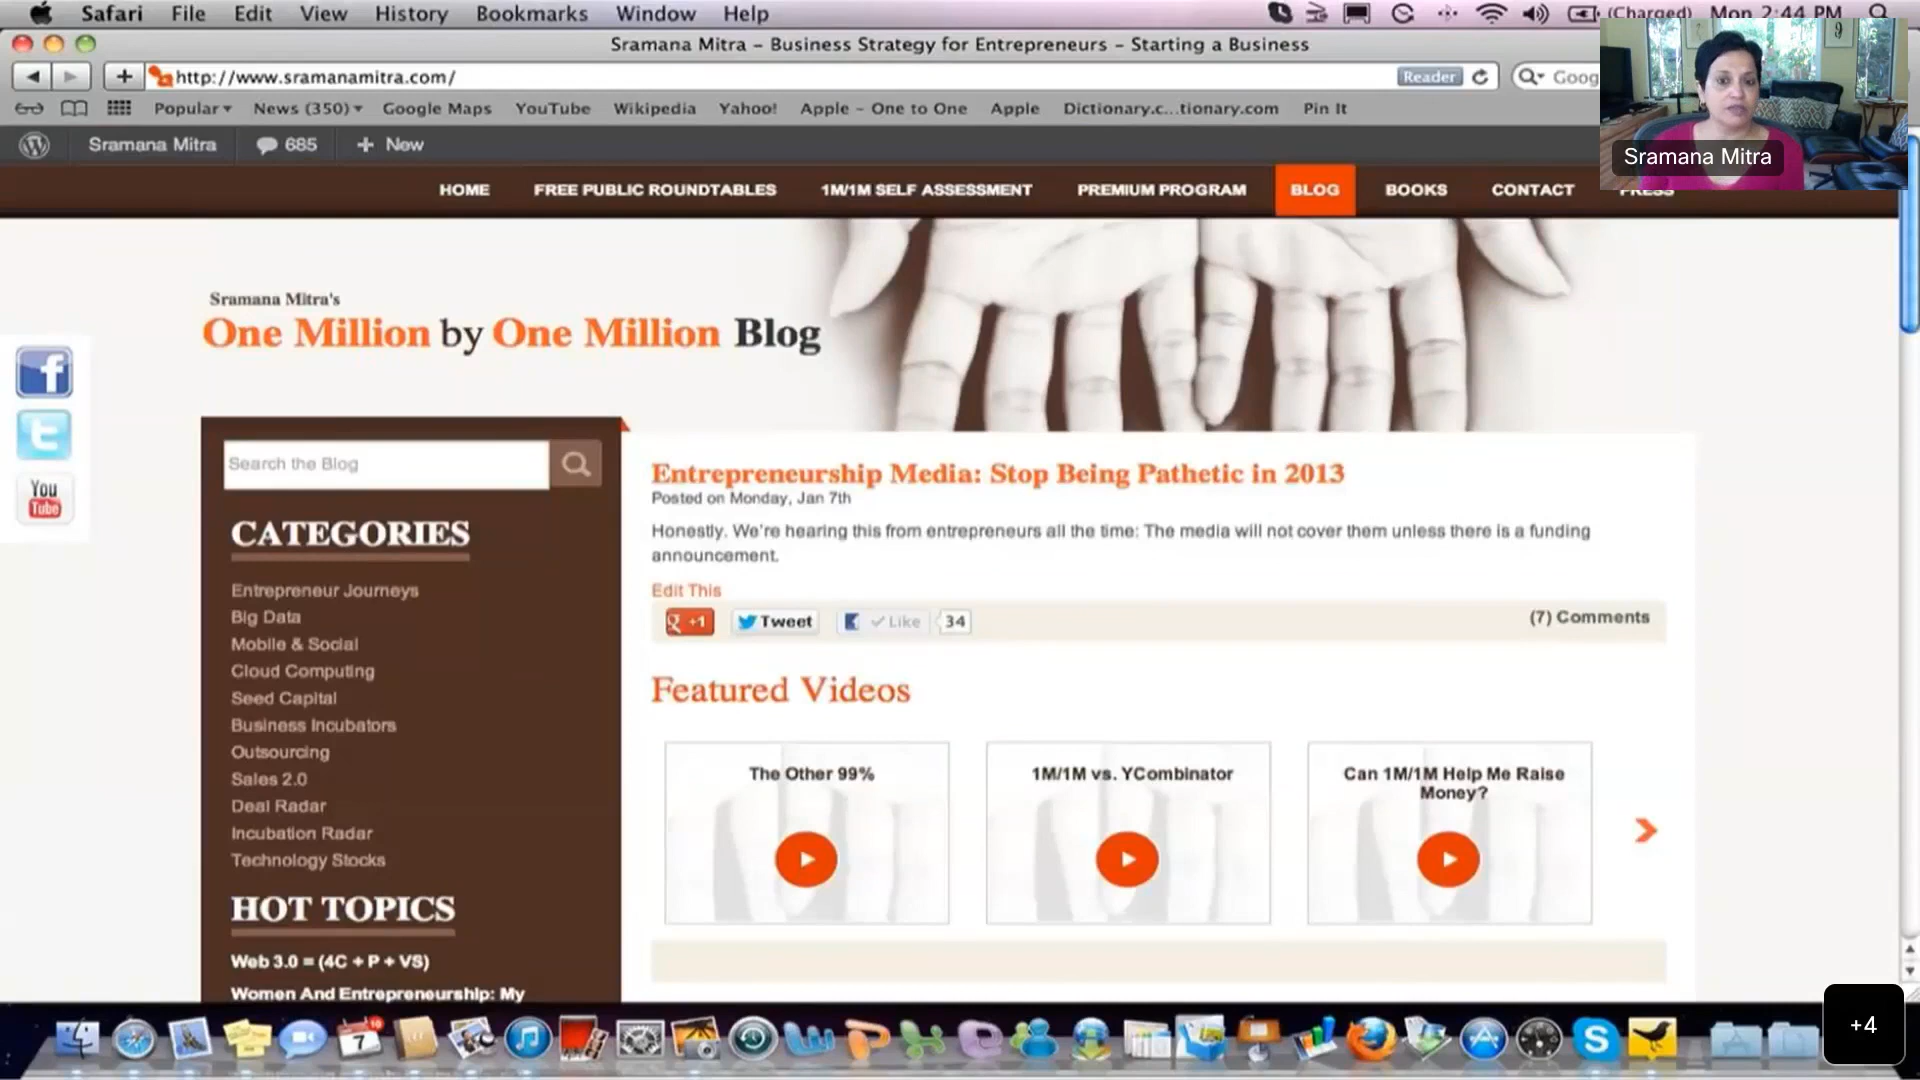 Safari File Edit View History Bookmarks Window Help
(Charged) Mon 2:44 PM
Sramana Mitra – Business Strategy for Entrepreneurs – Starting a Business
http://www.sramanamitra.com/
Reader
Goog
Popular News (350) Google Maps YouTube Wikipedia Yahoo! Apple – One to One Apple Dictionary.c...tionary.com Pin It
Sramana Mitra 685 + New
Sramana Mitra
HOME FREE PUBLIC ROUNDTABLES 1M/1M SELF ASSESSMENT PREMIUM PROGRAM BLOG BOOKS CONTACT PRESS
Sramana Mitra's
One Million by One Million Blog
f
t
You
Tube
Search the Blog
CATEGORIES
Entrepreneur Journeys
Big Data
Mobile & Social
Cloud Computing
Seed Capital
Business Incubators
Outsourcing
Sales 2.0
Deal Radar
Incubation Radar
Technology Stocks
HOT TOPICS
Web 3.0 = (4C + P + VS)
Women And Entrepreneurship: My
Entrepreneurship Media: Stop Being Pathetic in 2013
Posted on Monday, Jan 7th
Honestly. We're hearing this from entrepreneurs all the time: The media will not cover them unless there is a funding
announcement.
Edit This
+1 Tweet Like 34
(7) Comments
Featured Videos
The Other 99%
1M/1M vs. YCombinator
Can 1M/1M Help Me Raise
Money?
7
+4